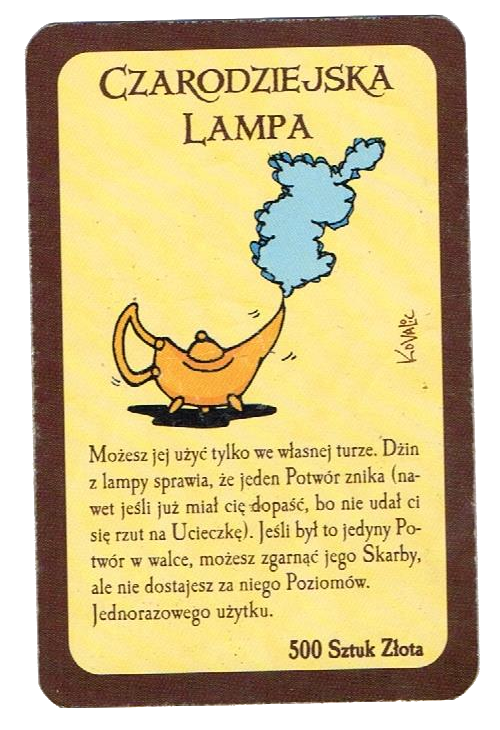 CZARODZIEJSKA
LAMPA
KOVALIC
Możesz jej użyć tylko we własnej turze. Dżin
z lampy sprawia, że jeden Potwór znika (na-
wet jeśli już miał cię dopaść, bo nie udał ci
się rzut na Ucieczkę). Jeśli był to jedyny Po-
twór w walce, możesz zgarnąć jego Skarby,
ale nie dostajesz za niego Poziomów.
Jednorazowego użytku.
500 Sztuk Złota